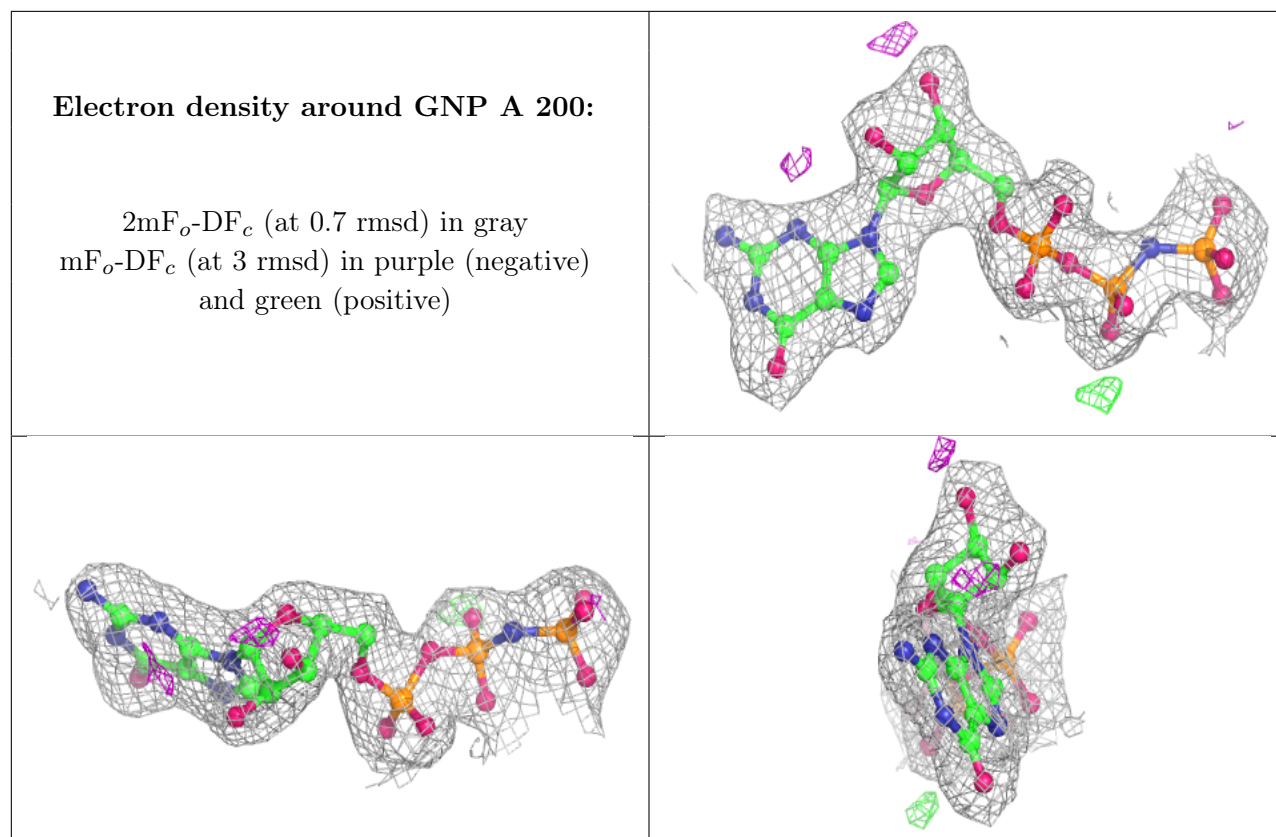 Electron density around GNP A 200:
2mFo-DFc (at 0.7 rmsd) in gray
mFo-DFc (at 3 rmsd) in purple (negative)
and green (positive)